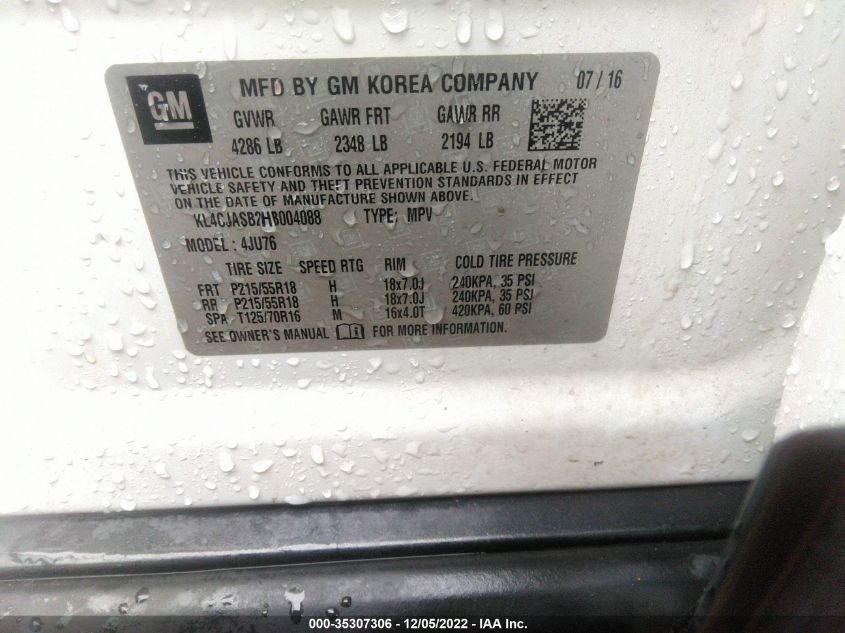 GM MFD BY GM KOREA COMPANY 07 / 16
GVWR GAWR FRT GAWR RR
4286 LB 2348 LB 2194 LB
THIS VEHICLE CONFORMS TO ALL APPLICABLE U.S. FEDERAL MOTOR
VEHICLE SAFETY AND THEFT PREVENTION STANDARDS IN EFFECT
ON THE DATE OF MANUFACTURE SHOWN ABOVE.
KL4CJASB2HB004088 TYPE: MPV
MODEL : 4JU76
TIRE SIZE SPEED RTG RIM COLD TIRE PRESSURE
FRT P215/55R18 H 18x7.0J 240KPA, 35 PSI
RR P215/55R18 H 18x7.0J 240KPA, 35 PSI
SPA T125/70R16 M 16x4.0T 420KPA, 60 PSI
SEE OWNER'S MANUAL FOR MORE INFORMATION.
000-35307306 - 12/05/2022 - IAA Inc.